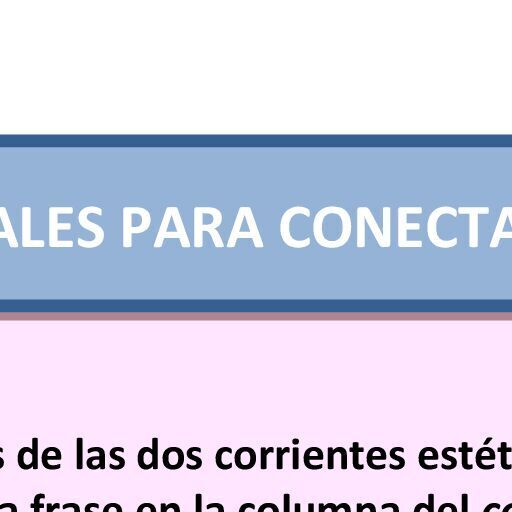 ALES PARA CONECTA
s de las dos corrientes estét
a frase en la columna del co